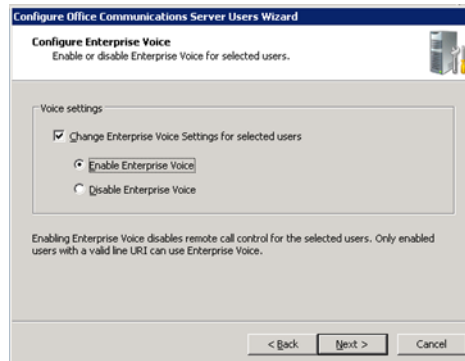 Configure Office Communications Server Users Wizard
Configure Enterprise Voice
Enable or disable Enterprise Voice for selected users.
Voice settings
Change Enterprise Voice Settings for selected users
Enable Enterprise Voice
Disable Enterprise Voice
Enabling Enterprise Voice disables remote call control for the selected users. Only enabled
users with a valid line URI can use Enterprise Voice.
< Back
Next >
Cancel